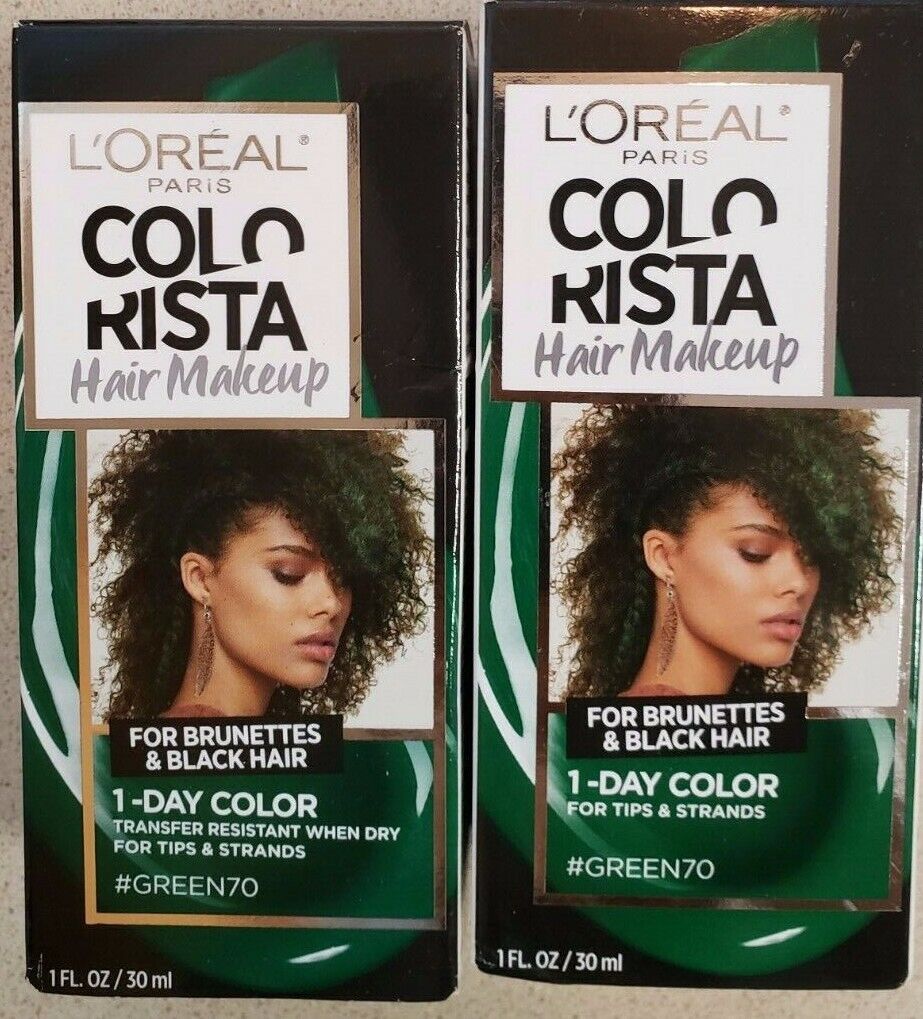 L'ORÉAL®
PARIS
COLO
RISTA
Hair Makeup
FOR BRUNETTES
& BLACK HAIR
1-DAY COLOR
TRANSFER RESISTANT WHEN DRY
FOR TIPS & STRANDS
#GREEN70
1 FL. OZ / 30 ml
L'ORÉAL®
PARIS
COLO
RISTA
Hair Makeup
FOR BRUNETTES
& BLACK HAIR
1-DAY COLOR
FOR TIPS & STRANDS
#GREEN70
1 FL. OZ / 30 ml